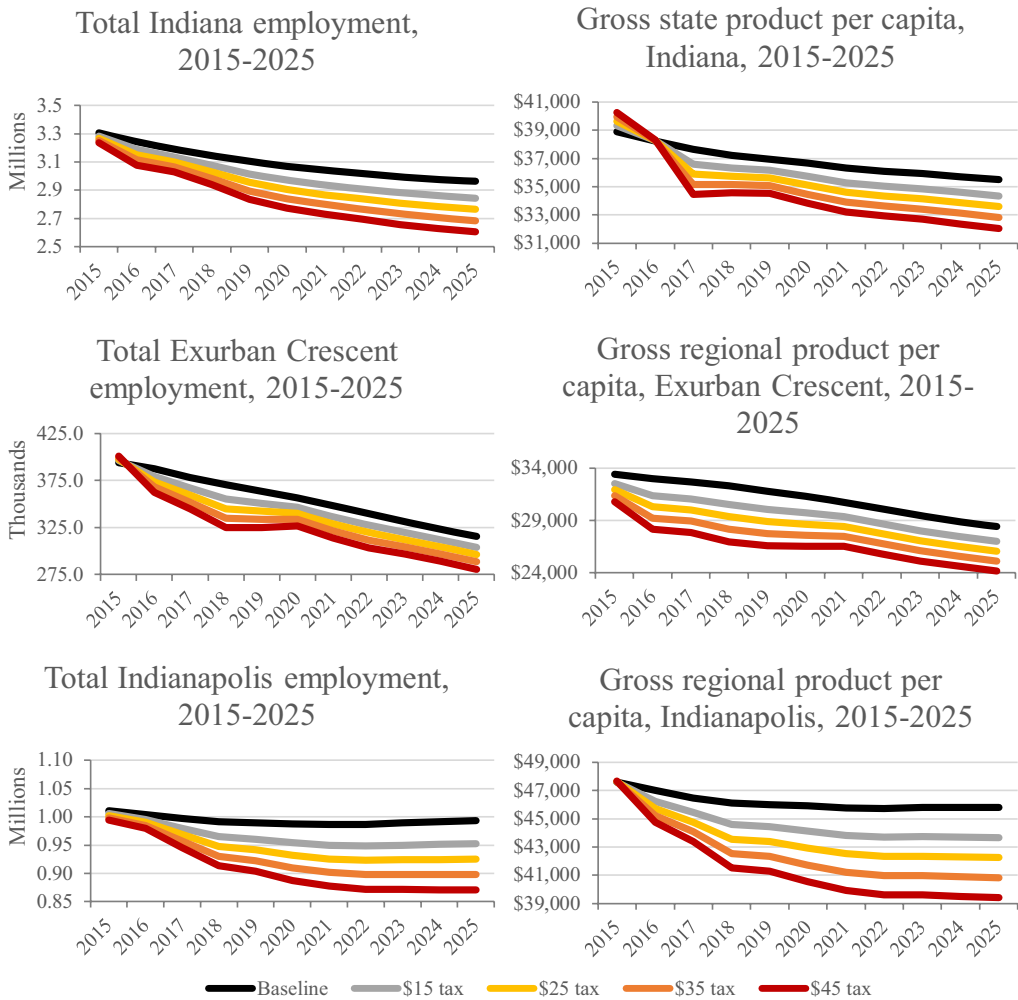 Total Indiana employment,
2015-2025
Millions
3.5
3.3
3.1
2.9
2.7
2.5
2015 2016 2017 2018 2019 2020 2021 2022 2023 2024 2025
Gross state product per capita,
Indiana, 2015-2025
$41,000
$39,000
$37,000
$35,000
$33,000
$31,000
2015 2016 2017 2018 2019 2020 2021 2022 2023 2024 2025
Total Exurban Crescent
employment, 2015-2025
Thousands
425.0
375.0
325.0
275.0
2015 2016 2017 2018 2019 2020 2021 2022 2023 2024 2025
Gross regional product per
capita, Exurban Crescent, 2015-
2025
$34,000
$29,000
$24,000
2015 2016 2017 2018 2019 2020 2021 2022 2023 2024 2025
Total Indianapolis employment,
2015-2025
Millions
1.10
1.05
1.00
0.95
0.90
0.85
2015 2016 2017 2018 2019 2020 2021 2022 2023 2024 2025
Gross regional product per
capita, Indianapolis, 2015-2025
$49,000
$47,000
$45,000
$43,000
$41,000
$39,000
2015 2016 2017 2018 2019 2020 2021 2022 2023 2024 2025
Baseline $15 tax $25 tax $35 tax $45 tax